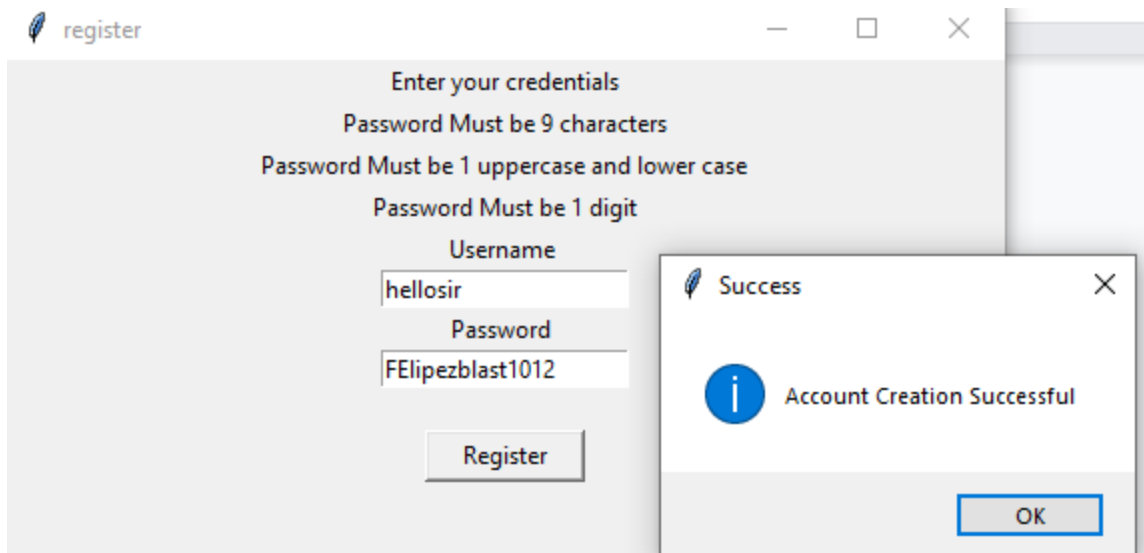 register
Enter your credentials
Password Must be 9 characters
Password Must be 1 uppercase and lower case
Password Must be 1 digit
Username
hellosir
Password
FElipezblast1012
Register
Success
Account Creation Successful
OK